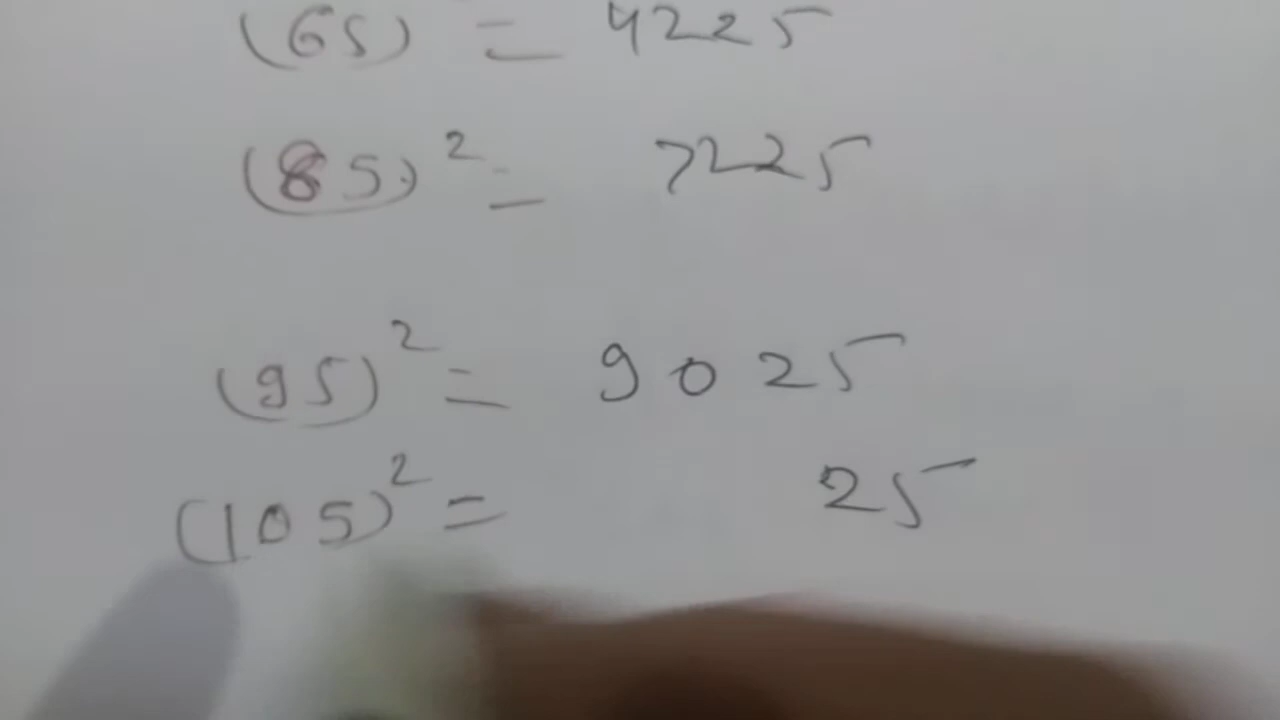 (65) = 4225
(85)² = 7225
(95)² = 9025
(105)² = 25